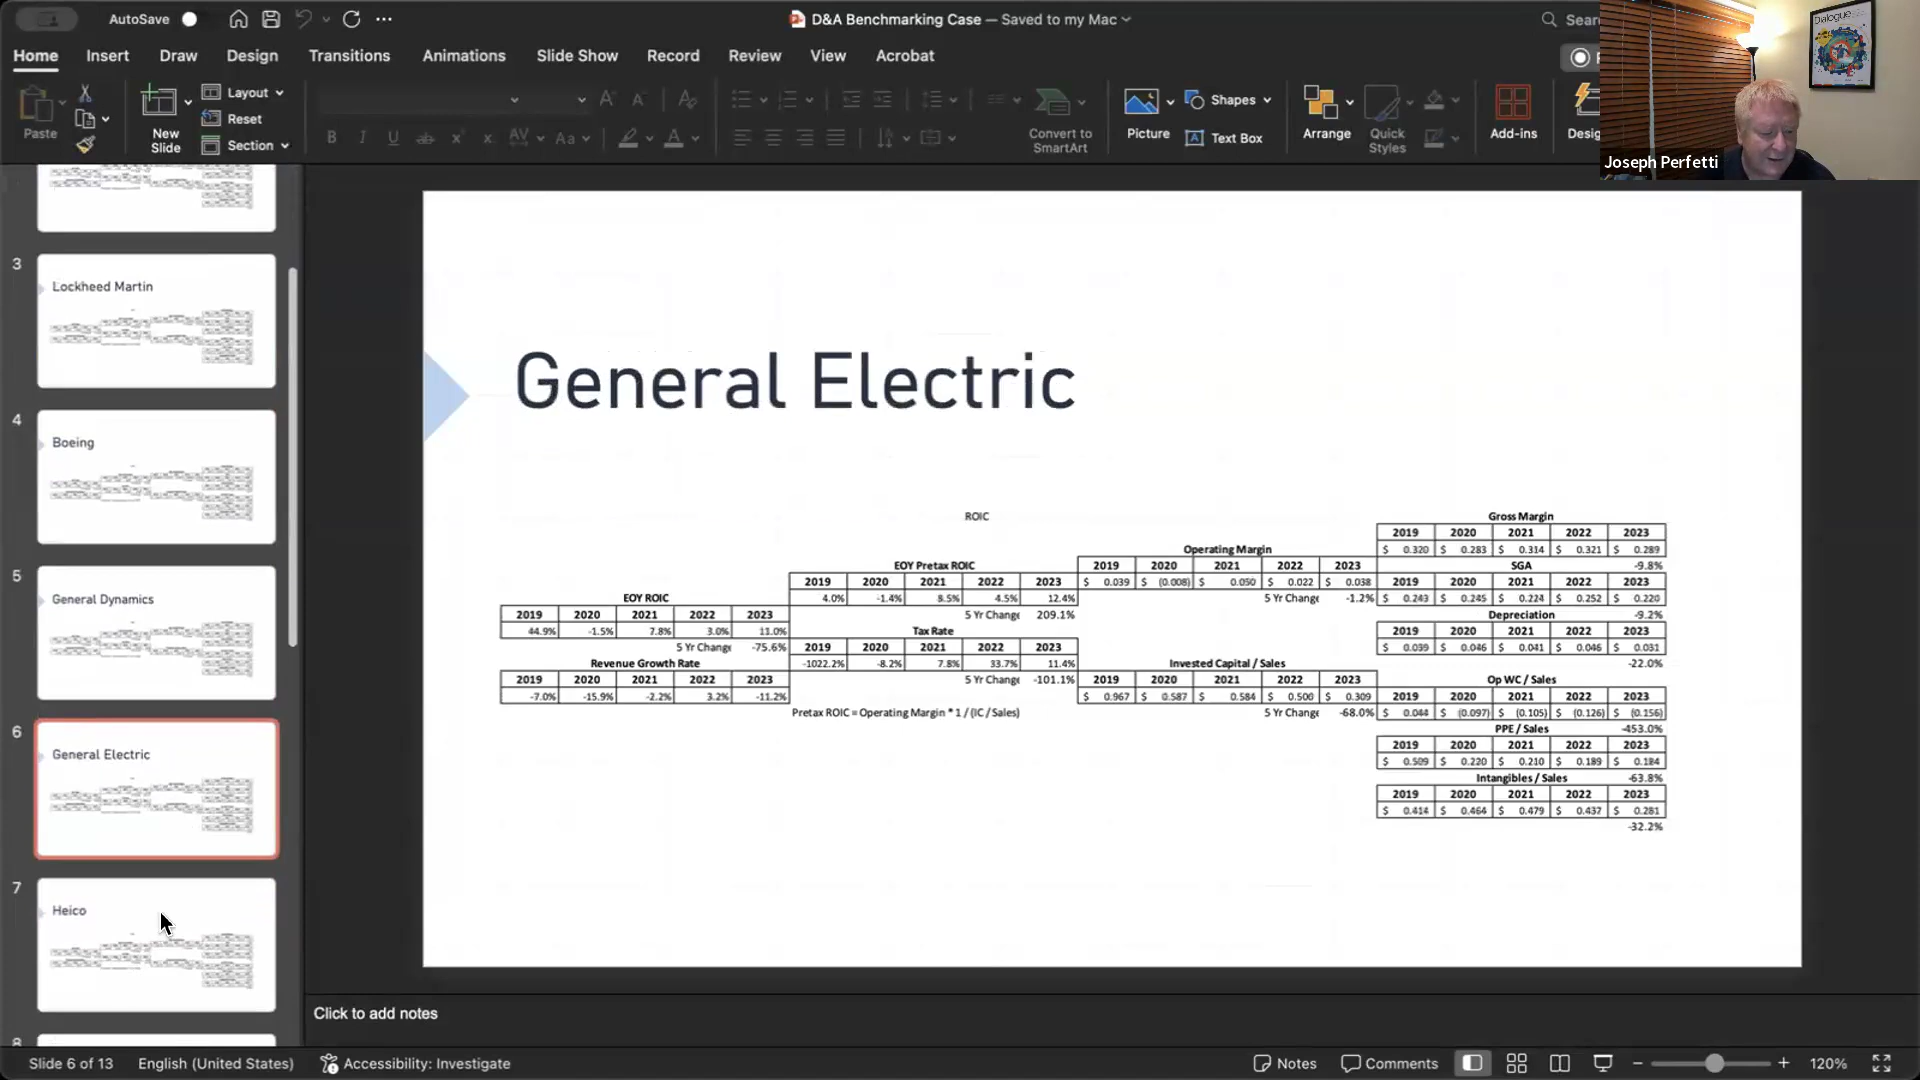 AutoSave
D&A Benchmarking Case — Saved to my Mac
Sear
Home Insert Draw Design Transitions Animations Slide Show Record Review View Acrobat
Paste
New
Slide
Layout
Reset
Section
B I U ab
Aa
Convert to
SmartArt
Picture
Shapes
Text Box
Arrange
Quick
Styles
Add-ins
Desig
Dialogue
Joseph Perfetti
3
Lockheed Martin
4
Boeing
5
General Dynamics
6
General Electric
7
Heico
8
General Electric
ROIC
EOY ROIC
2019 2020 2021 2022 2023
44.9% -1.5% 7.8% 3.0% 11.0%
5 Yr Change -75.6%
Revenue Growth Rate
2019 2020 2021 2022 2023
-7.0% -15.9% -2.2% 3.2% -11.2%
EOY Pretax ROIC
2019 2020 2021 2022 2023
4.0% -1.4% 8.5% 4.5% 12.4%
5 Yr Change 209.1%
Tax Rate
2019 2020 2021 2022 2023
-1022.2% -8.2% 7.8% 33.7% 11.4%
5 Yr Change -101.1%
Pretax ROIC = Operating Margin * 1 / (IC / Sales)
Operating Margin
2019 2020 2021 2022 2023
$ 0.039 $ (0.008) $ 0.050 $ 0.022 $ 0.038
5 Yr Change -1.2%
Invested Capital / Sales
2019 2020 2021 2022 2023
$ 0.967 $ 0.587 $ 0.584 $ 0.500 $ 0.309
5 Yr Change -68.0%
Gross Margin
2019 2020 2021 2022 2023
$ 0.320 $ 0.283 $ 0.314 $ 0.321 $ 0.289
SGA -9.8%
2019 2020 2021 2022 2023
$ 0.243 $ 0.245 $ 0.224 $ 0.252 $ 0.220
Depreciation -9.2%
2019 2020 2021 2022 2023
$ 0.039 $ 0.046 $ 0.041 $ 0.046 $ 0.031
-22.0%
Op WC / Sales
2019 2020 2021 2022 2023
$ 0.044 $ (0.097) $ (0.105) $ (0.126) $ (0.156)
PPE / Sales -453.0%
2019 2020 2021 2022 2023
$ 0.509 $ 0.220 $ 0.210 $ 0.189 $ 0.184
Intangibles / Sales -63.8%
2019 2020 2021 2022 2023
$ 0.414 $ 0.464 $ 0.479 $ 0.437 $ 0.281
-32.2%
Click to add notes
Slide 6 of 13 English (United States) Accessibility: Investigate
Notes Comments 120%